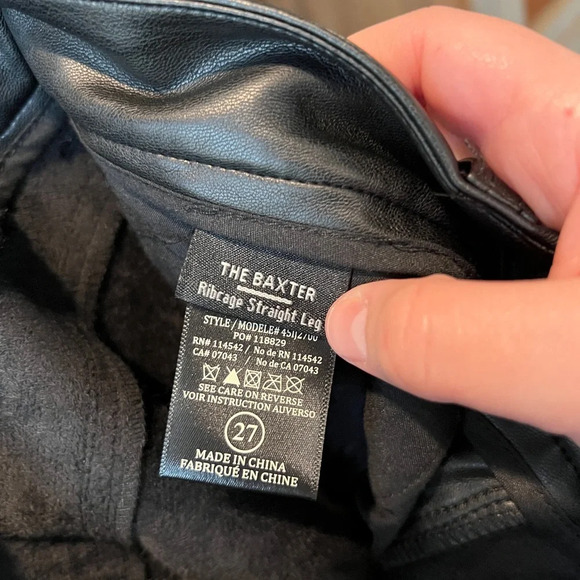 THE BAXTER
Ribcage Straight Leg
STYLE / MODELE#
PO# 118829
RN# 114542 / No de RN 114542
CA# 07043 / No de CA 07043
SEE CARE ON REVERSE
VOIR INSTRUCTION AUVERSO
27
MADE IN CHINA
FABRIQUÉ EN CHINE